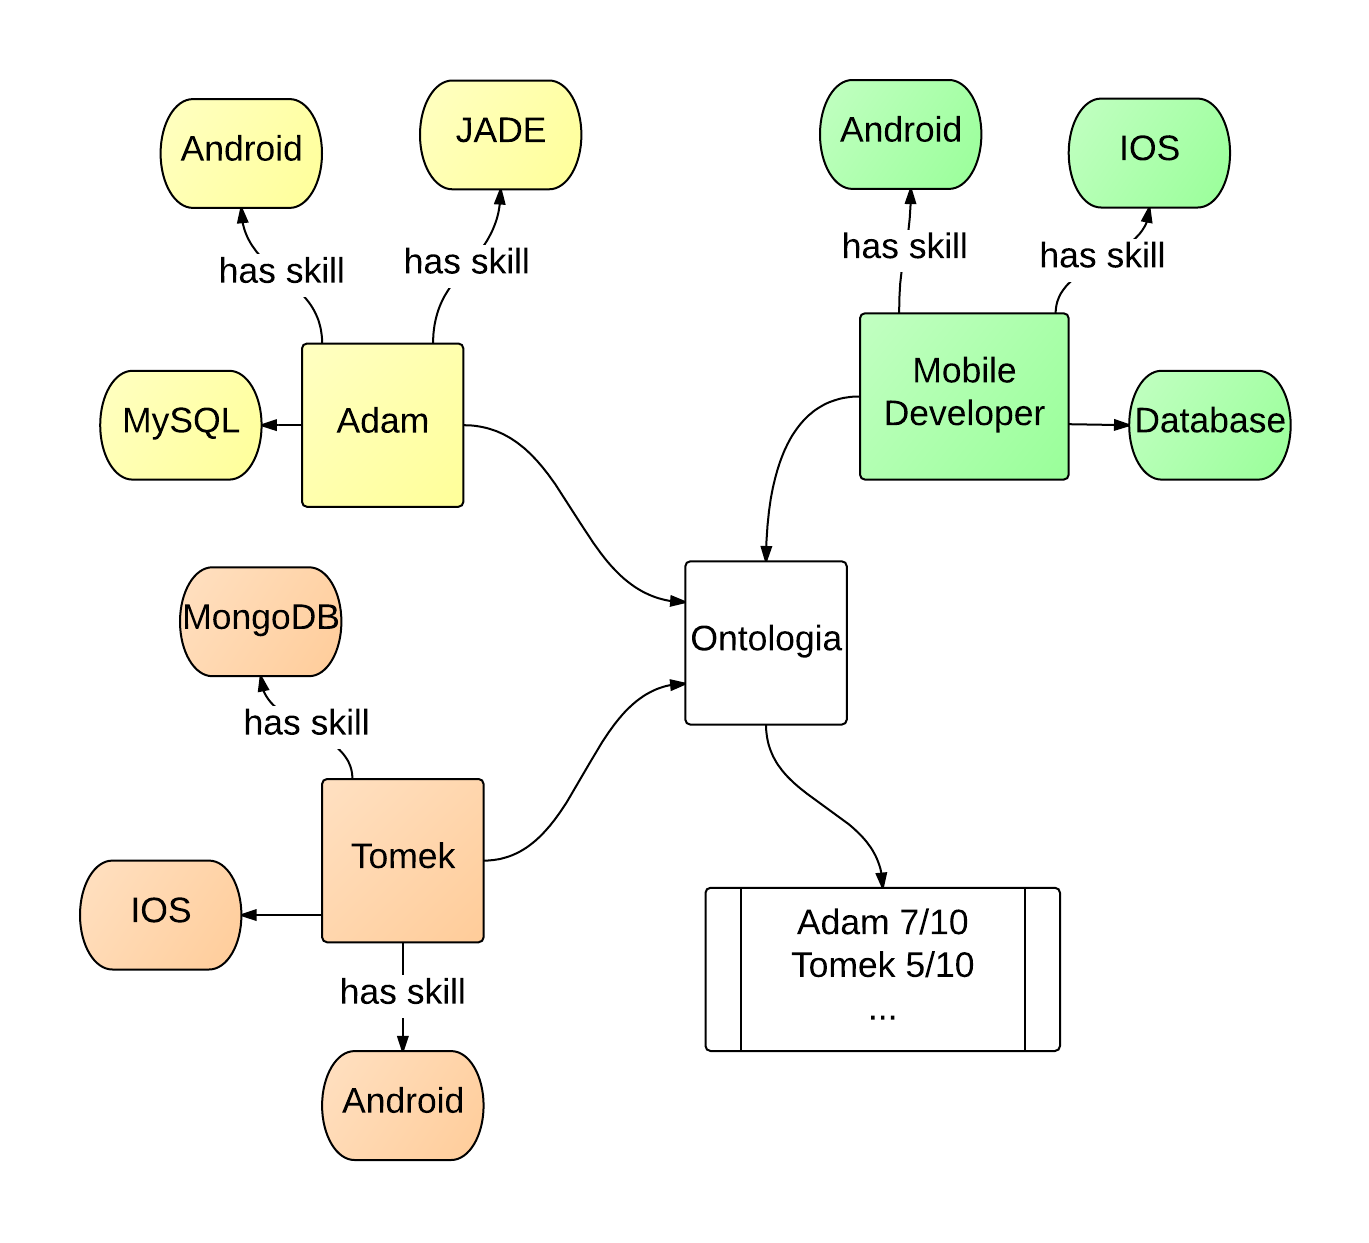 Android
JADE
Android
IOS
has skill
has skill
has skill
has skill
MySQL
Adam
Mobile
Developer
Database
MongoDB
Ontologia
has skill
Tomek
IOS
has skill
Android
Adam 7/10
Tomek 5/10
...